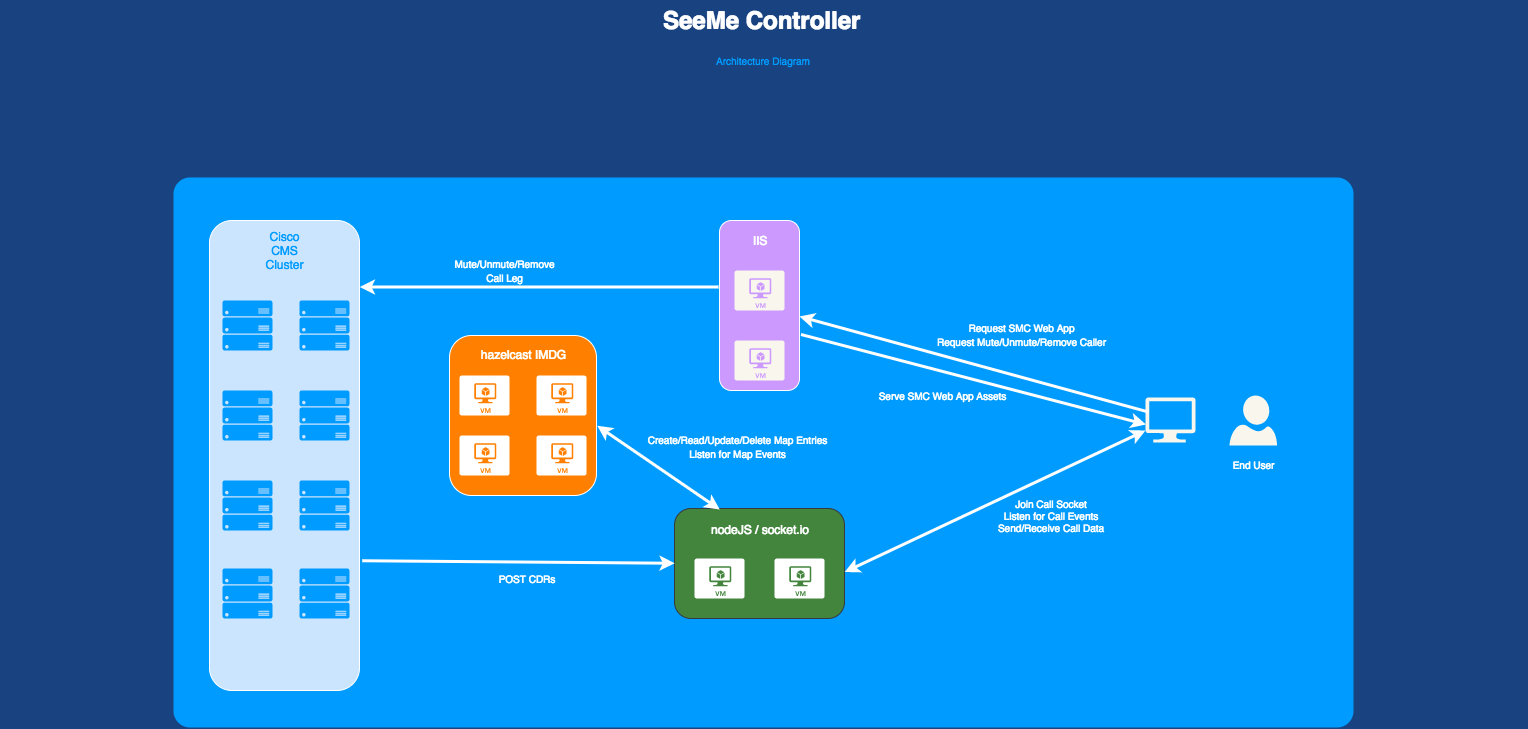 SeeMe Controller
Architecture Diagram
Cisco
CMS
Cluster
Mute/Unmute/Remove
Call Leg
IIS
VM
VM
hazelcast IMDG
VM
VM
VM
VM
Request SMC Web App
Request Mute/Unmute/Remove Caller
Serve SMC Web App Assets
End User
Create/Read/Update/Delete Map Entries
Listen for Map Events
Join Call Socket
Listen for Call Events
Send/Receive Call Data
nodeJS / socket.io
VM
VM
POST CDRs